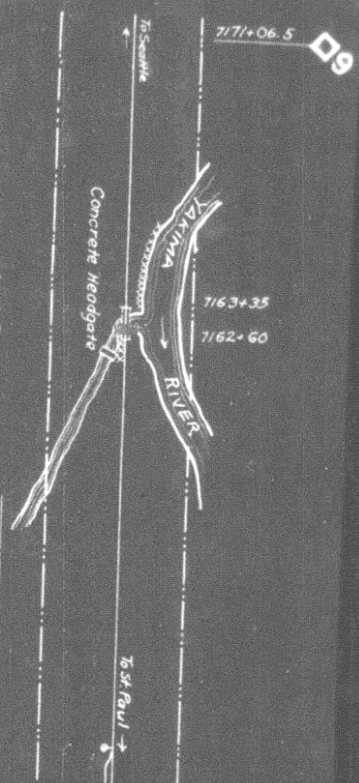 To Seattle
7171+06.5
9
YAKIMA
RIVER
Concrete Headgate
7163+35
7162+60
To St. Paul